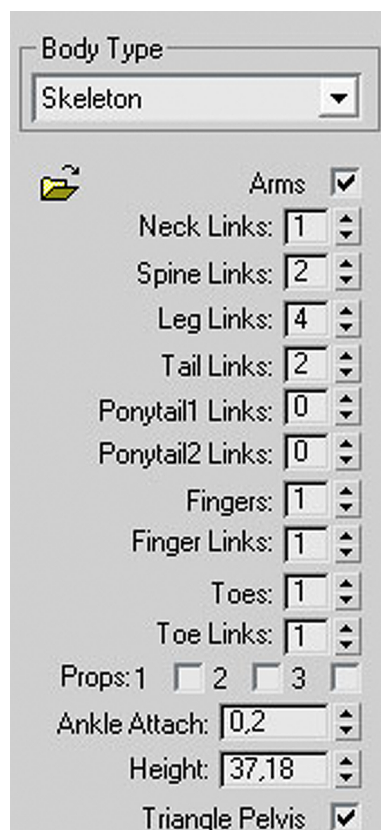 Body Type
Skeleton
Arms
Neck Links: 1
Spine Links: 2
Leg Links: 4
Tail Links: 2
Ponytail1 Links: 0
Ponytail2 Links: 0
Fingers: 1
Finger Links: 1
Toes: 1
Toe Links: 1
Props: 1 2 3
Ankle Attach: 0,2
Height: 37,18
Triangle Pelvis